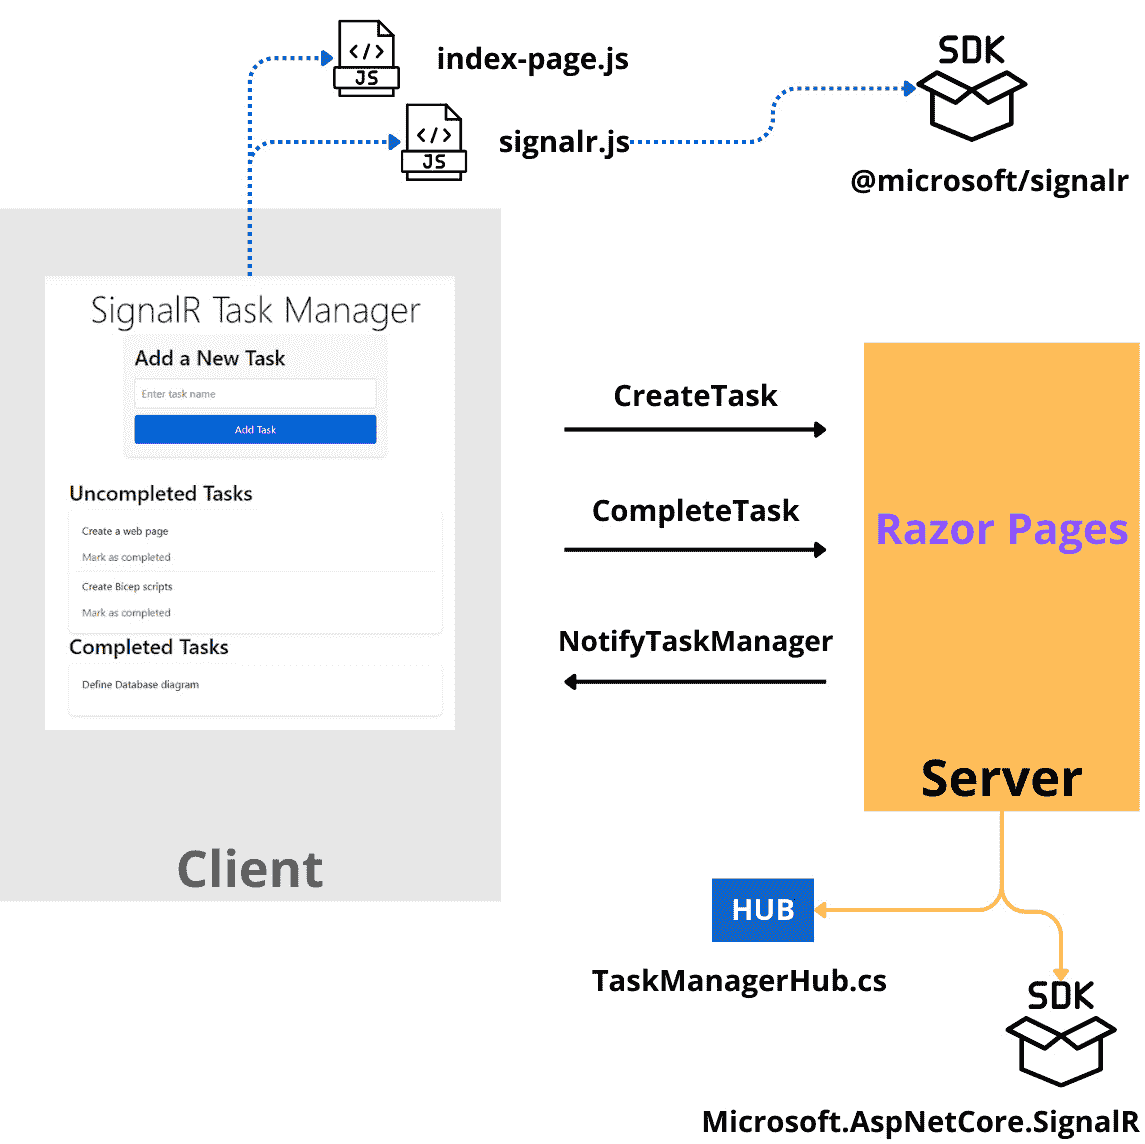 index-page.js
</>
JS
signalr.js
</>
JS
SDK
@microsoft/signalr
SignalR Task Manager
Add a New Task
Enter task name
Add Task
Uncompleted Tasks
Create a web page
Mark as completed
Create Bicep scripts
Mark as completed
Completed Tasks
Define Database diagram
Client
CreateTask
CompleteTask
NotifyTaskManager
Razor Pages
Server
HUB
TaskManagerHub.cs
SDK
Microsoft.AspNetCore.SignalR